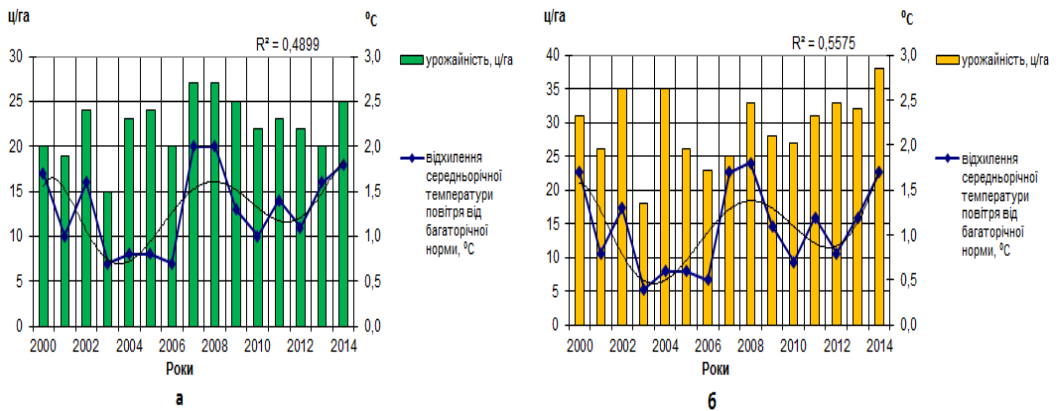 ц/га
⁰С
R² = 0,4899
30
25
20
15
10
5
0
3,0
2,5
2,0
1,5
1,0
0,5
0,0
2000 2002 2004 2006 2008 2010 2012 2014
Роки
урожайність, ц/га
відхилення
середньорічної
температури
повітря від
багаторічної
норми, ⁰С
а
ц/га
⁰С
R² = 0,5575
40
35
30
25
20
15
10
5
0
3,0
2,5
2,0
1,5
1,0
0,5
0,0
2000 2002 2004 2006 2008 2010 2012 2014
Роки
урожайність, ц/га
відхилення
середньорічної
температури
повітря від
багаторічної
норми, ⁰С
б